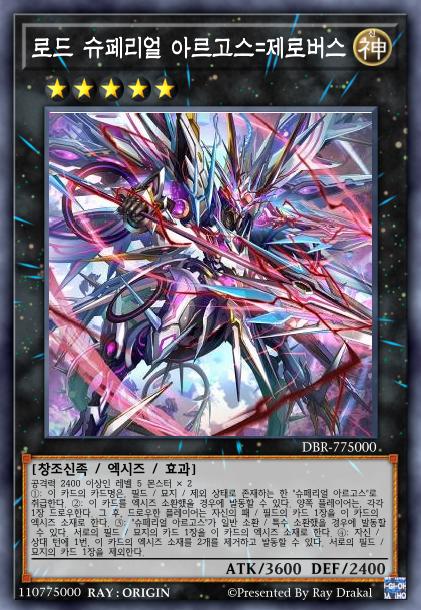 로드 슈페리얼 아르고스=제로버스
신
神
DBR-775000
[창조신족 / 엑시즈 / 효과]
공격력 2400 이상인 레벨 5 몬스터 × 2
①: 이 카드의 카드명은, 필드 / 묘지 / 제외 상태로 존재하는 한 "슈페리얼 아르고스"로
취급한다. ②: 이 카드를 엑시즈 소환했을 경우에 발동할 수 있다. 양쪽 플레이어는, 각각
1장 드로우한다. 그 후, 드로우한 플레이어는 자신의 패 / 필드의 카드 1장을 이 카드의
엑시즈 소재로 한다. ③: "슈페리얼 아르고스"가 일반 소환 / 특수 소환했을 경우에 발동할
수 있다. 서로의 필드 / 묘지의 카드 1장을 이 카드의 엑시즈 소재로 한다. ④: 자신 /
상대 턴에 1번, 이 카드의 엑시즈 소재를 2개를 제거하고 발동할 수 있다. 서로의 필드 /
묘지의 카드 1장을 제외한다.
ATK/3600 DEF/2400
110775000 RAY : ORIGIN ©Presented By Ray Drakal